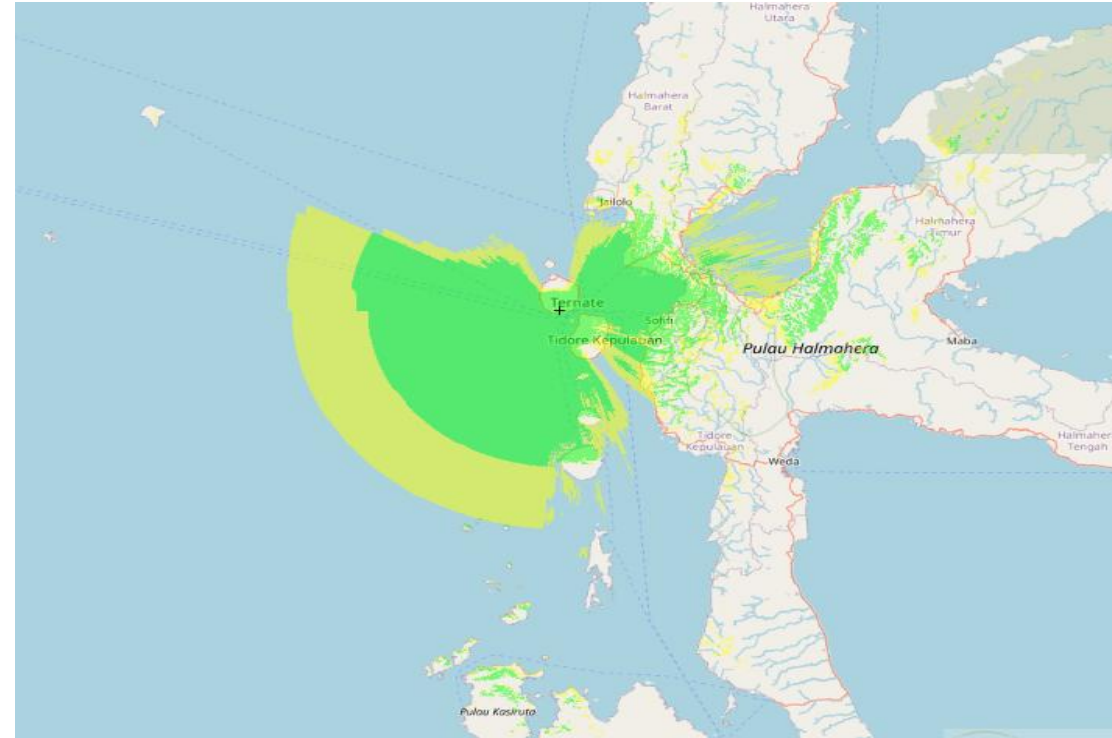 Halmahera
Utara
Halmahera
Barat
Jailolo
Halmahera
Timur
Ternate
Sofifi
Tidore Kepulauan
Pulau Halmahera
Maba
Tidore
Kepulauan
Weda
Halmaher
Tengah
Pulau Kasiruta